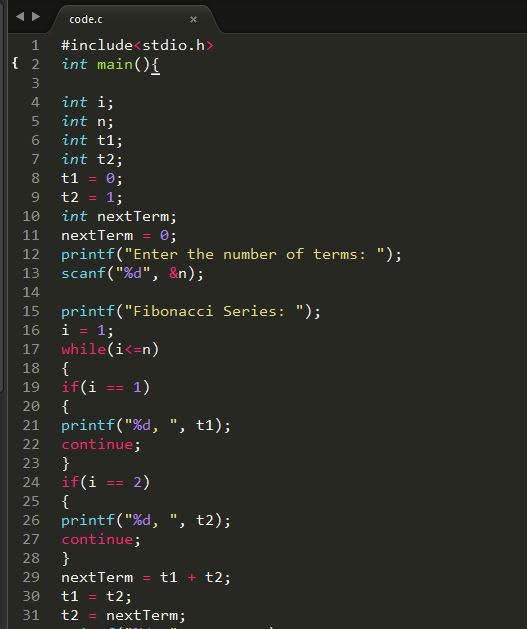 code.c ×
1 #include<stdio.h>
{ 2 int main(){
3
4 int i;
5 int n;
6 int t1;
7 int t2;
8 t1 = 0;
9 t2 = 1;
10 int nextTerm;
11 nextTerm = 0;
12 printf("Enter the number of terms: ");
13 scanf("%d", &n);
14
15 printf("Fibonacci Series: ");
16 i = 1;
17 while(i<=n)
18 {
19 if(i == 1)
20 {
21 printf("%d, ", t1);
22 continue;
23 }
24 if(i == 2)
25 {
26 printf("%d, ", t2);
27 continue;
28 }
29 nextTerm = t1 + t2;
30 t1 = t2;
31 t2 = nextTerm;